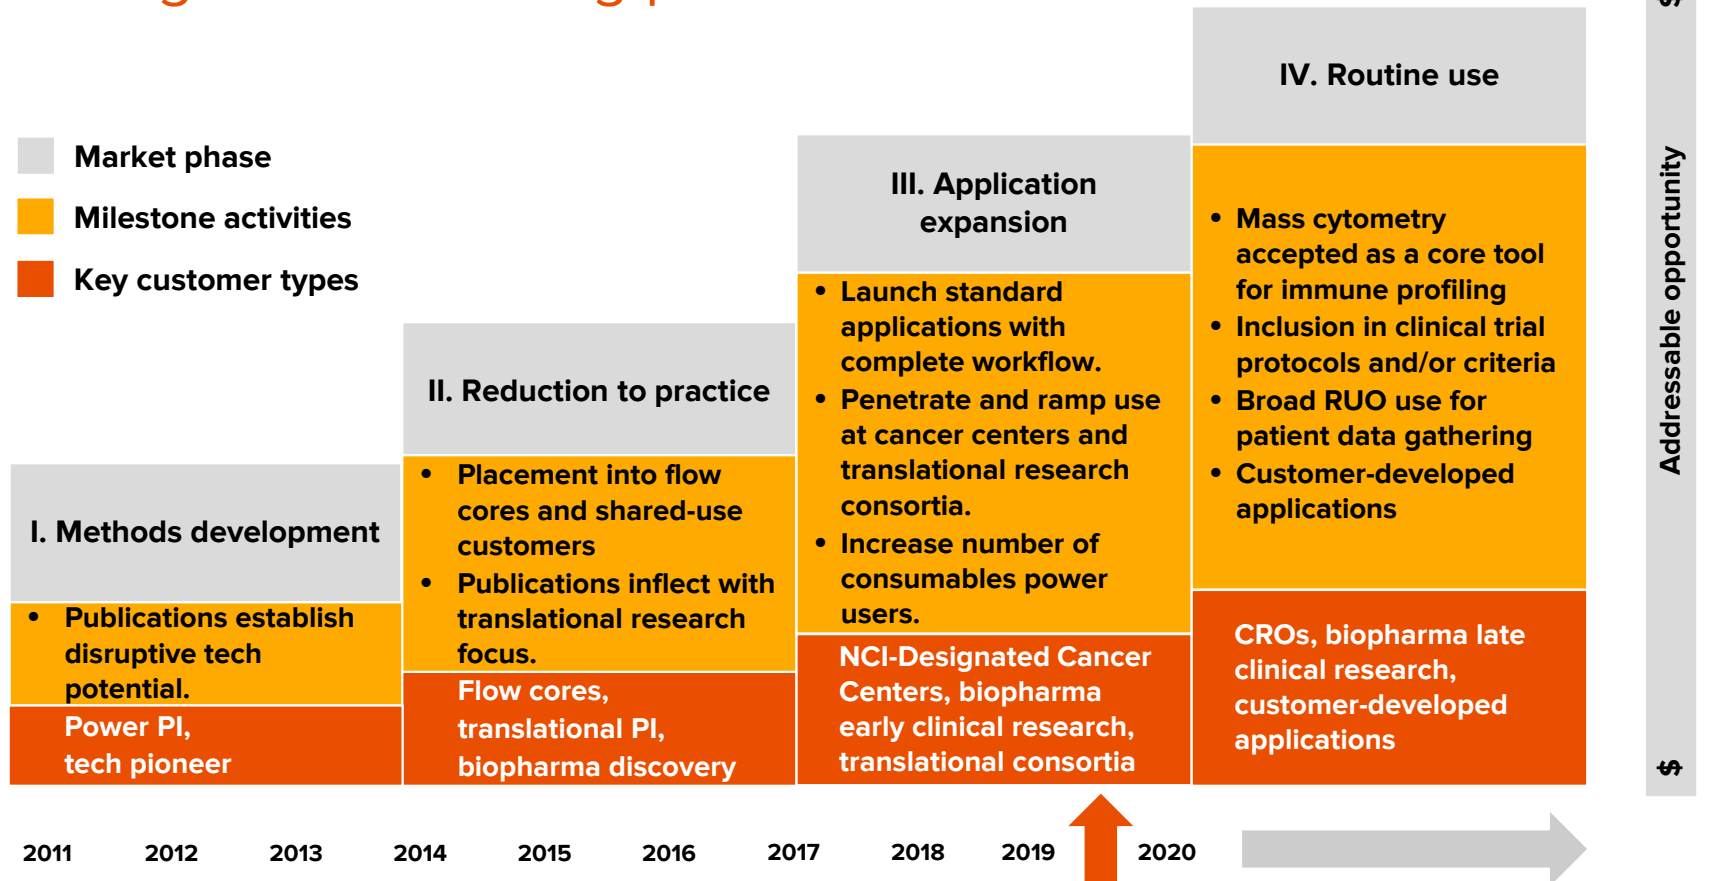 Market phase
Milestone activities
Key customer types
I. Methods development
• Publications establish
disruptive tech
potential.
Power PI,
tech pioneer
II. Reduction to practice
• Placement into flow
cores and shared-use
customers
• Publications inflect with
translational research
focus.
Flow cores,
translational PI,
biopharma discovery
III. Application
expansion
• Launch standard
applications with
complete workflow.
• Penetrate and ramp use
at cancer centers and
translational research
consortia.
• Increase number of
consumables power
users.
NCI-Designated Cancer
Centers, biopharma
early clinical research,
translational consortia
IV. Routine use
• Mass cytometry
accepted as a core tool
for immune profiling
• Inclusion in clinical trial
protocols and/or criteria
• Broad RUO use for
patient data gathering
• Customer-developed
applications
CROs, biopharma late
clinical research,
customer-developed
applications
$ Addressable opportunity $
2011 2012 2013 2014 2015 2016 2017 2018 2019 2020